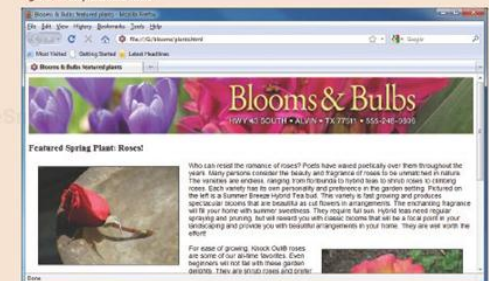 Blooms & Bulbs featured plants - Mozilla Firefox
File Edit View History Bookmarks Tools Help
Google
Most Visited Getting Started Latest Headlines
Blooms & Bulbs featured plants
Blooms & Bulbs
HWY 43 SOUTH • ALVIN • TX 77511 • 555-248-0806
Featured Spring Plant: Roses!
Who can resist the romance of roses? Poets have waxed poetically over them throughout the
years. Many persons consider the beauty and fragrance of roses to be unmatched in nature.
The varieties are endless, ranging from floribunda to hybrid teas to shrub roses to climbing
roses. Each variety has its own personality and preference in the garden setting. Pictured on
the left is a Summer Breeze Hybrid Tea bud. This variety is fast growing and produces
spectacular blooms that are beautiful as cut flowers in arrangements. The enchanting fragrance
will fill your home with summer sweetness. They require full sun. Hybrid teas need regular
spraying and pruning, but will reward you with classic blooms that will be a focal point in your
landscaping and provide you with beautiful arrangements in your home. They are well worth the
effort!
For ease of growing, Knock Out® roses
are some of our all-time favorites. Even
beginners will not fail with these garden
delights. They are shrub roses and prefer
Done